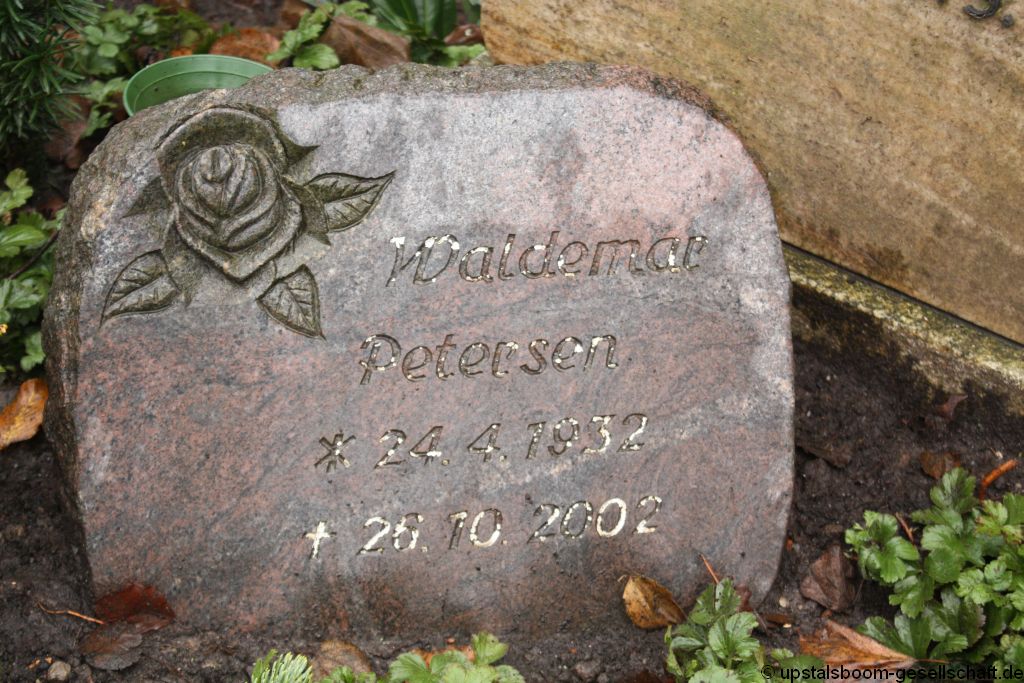 Waldemar
Petersen
* 24. 4. 1932
† 26. 10. 2002
© upstalsboom-gesellschaft.de